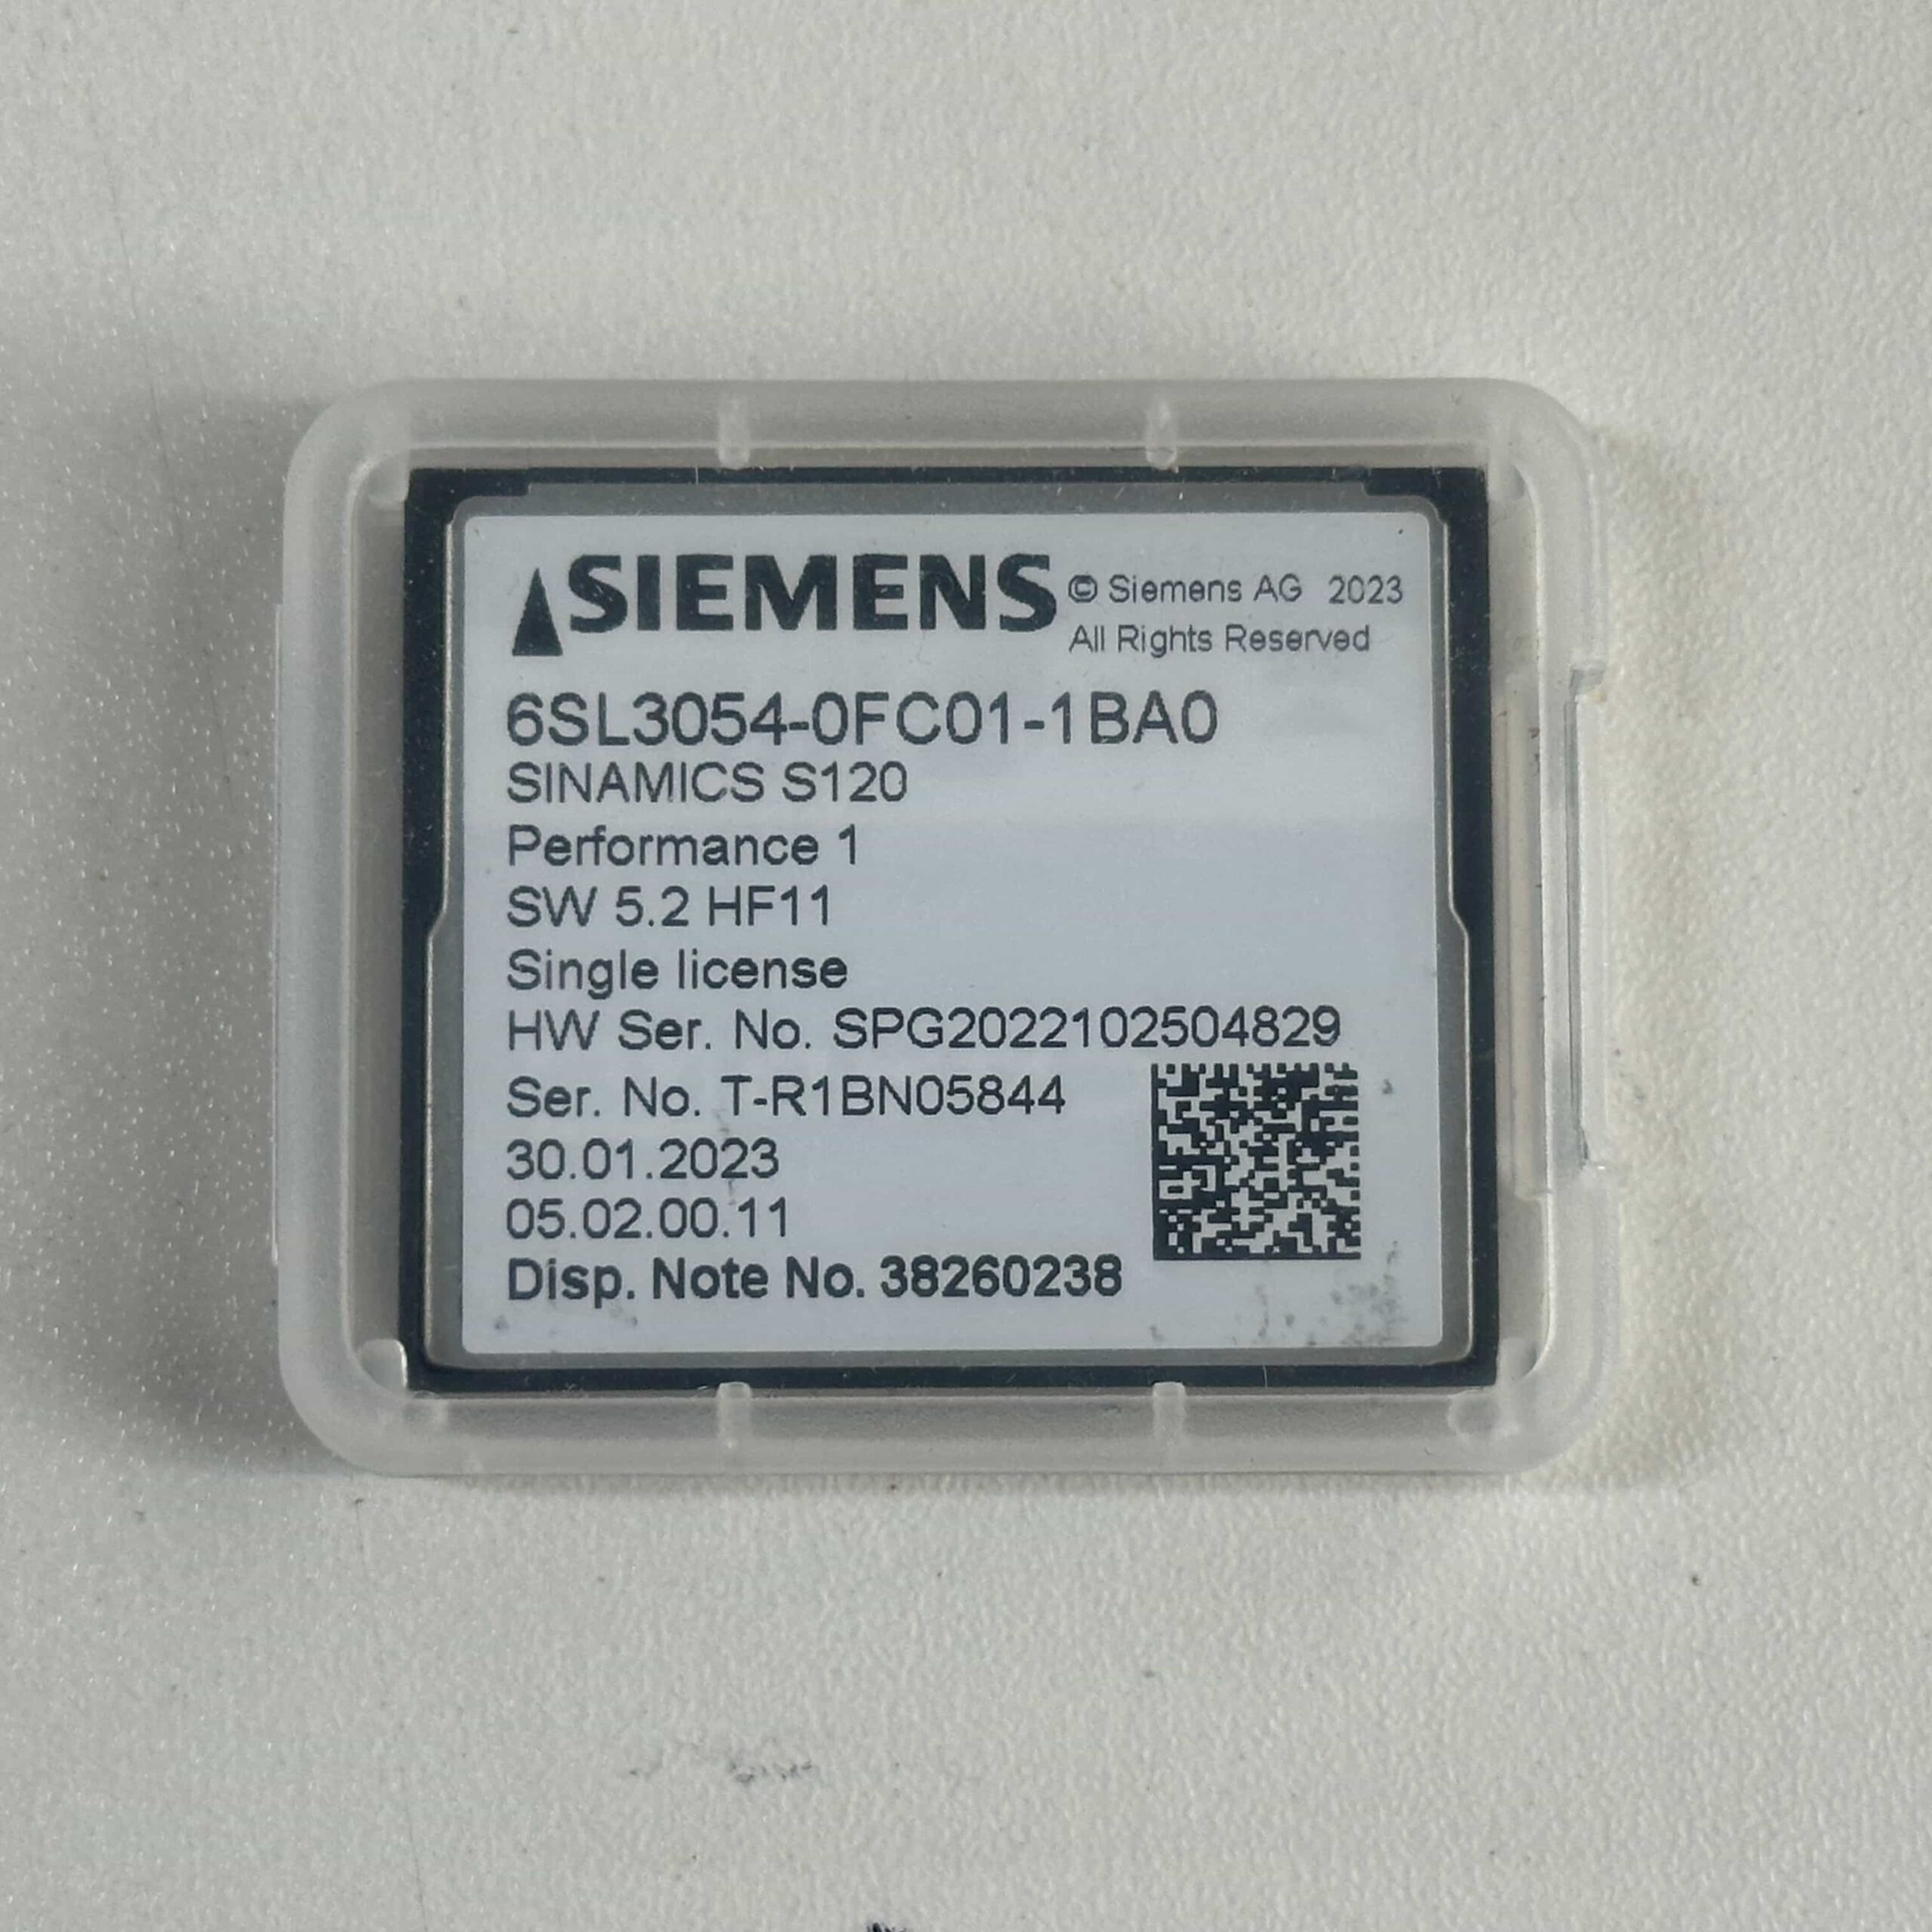 SIEMENS © Siemens AG 2023
All Rights Reserved
6SL3054-0FC01-1BA0
SINAMICS S120
Performance 1
SW 5.2 HF11
Single license
HW Ser. No. SPG2022102504829
Ser. No. T-R1BN05844
30.01.2023
05.02.00.11
Disp. Note No. 38260238